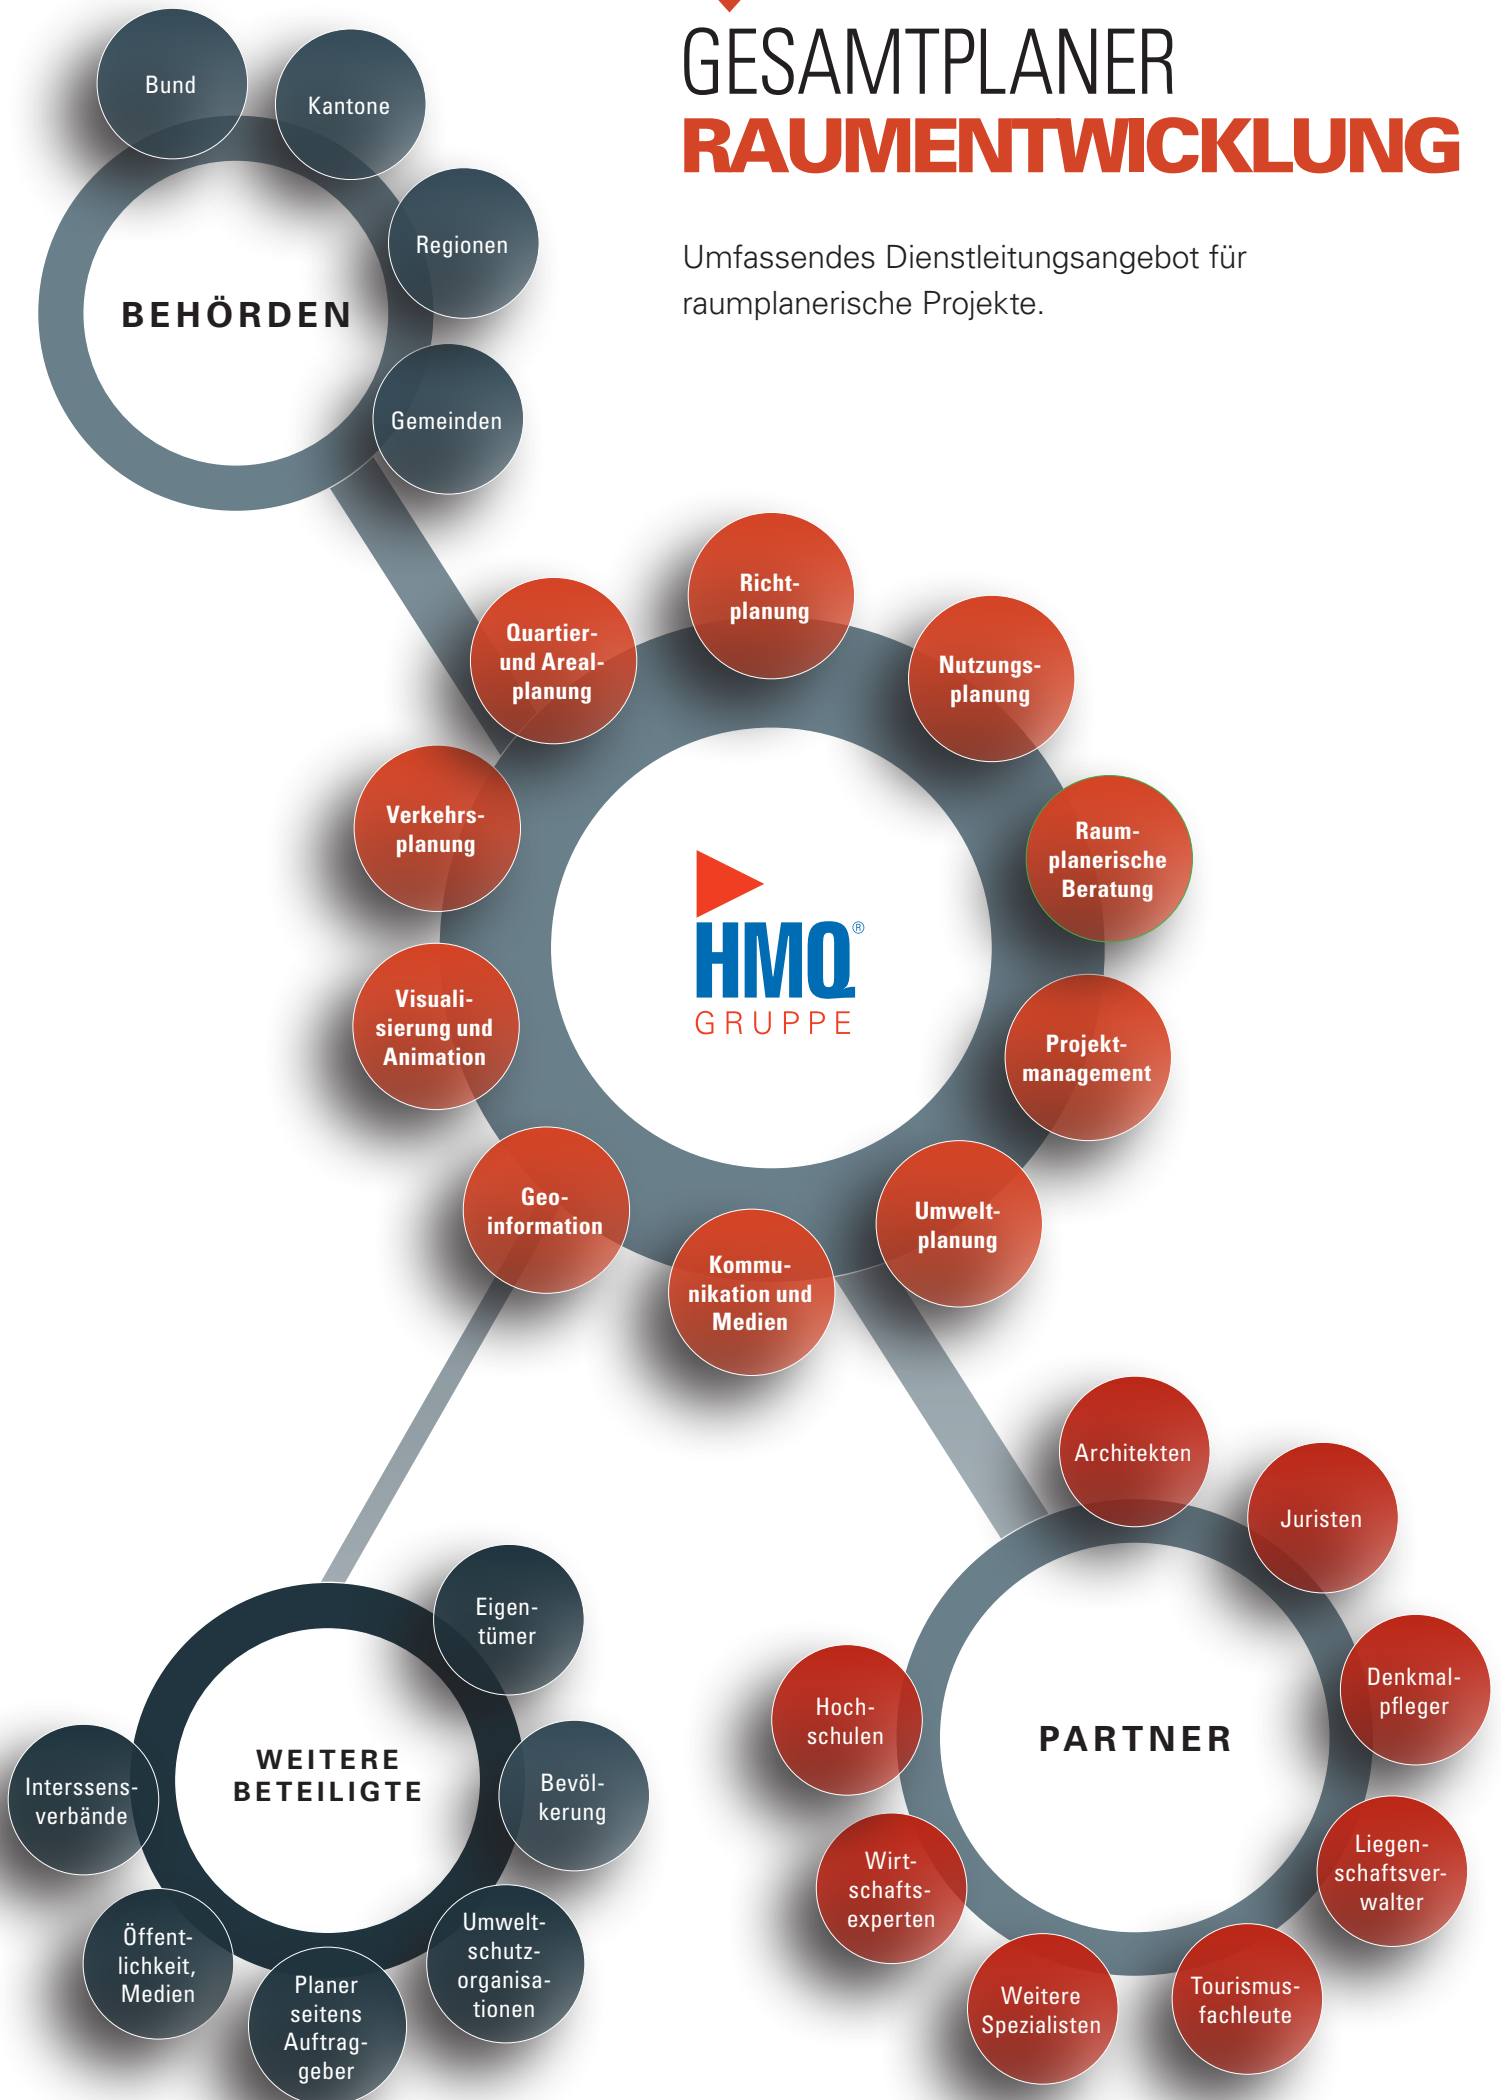 GESAMTPLANER
RAUMENTWICKLUNG
Umfassendes Dienstleitungsangebot für
raumplanerische Projekte.
Bund
Kantone
Regionen
Gemeinden
BEHÖRDEN
Richt-
planung
Nutzungs-
planung
Raum-
planerische
Beratung
Projekt-
management
Umwelt-
planung
Kommu-
nikation und
Medien
Geo-
information
Visuali-
sierung und
Animation
Verkehrs-
planung
Quartier-
und Areal-
planung
HMQ®
GRUPPE
Eigen-
tümer
Bevöl-
kerung
Umwelt-
schutz-
organisa-
tionen
Planer
seitens
Auftrag-
geber
Öffent-
lichkeit,
Medien
Interssens-
verbände
WEITERE
BETEILIGTE
Architekten
Juristen
Denkmal-
pfleger
Liegen-
schaftsver-
walter
Tourismus-
fachleute
Weitere
Spezialisten
Wirt-
schafts-
experten
Hoch-
schulen
PARTNER